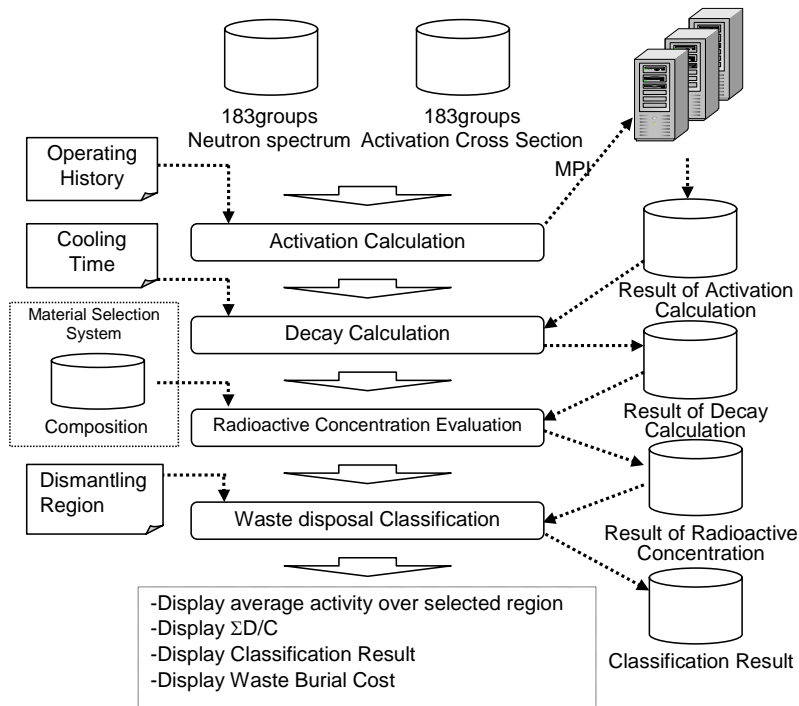 183groups
Neutron spectrum
183groups
Activation Cross Section
Operating
History
MPI
Activation Calculation
Cooling
Time
Result of Activation
Calculation
Material Selection
System
Decay Calculation
Composition
Radioactive Concentration Evaluation
Result of Decay
Calculation
Dismantling
Region
Waste disposal Classification
Result of Radioactive
Concentration
-Display average activity over selected region
-Display ΣD/C
-Display Classification Result
-Display Waste Burial Cost
Classification Result